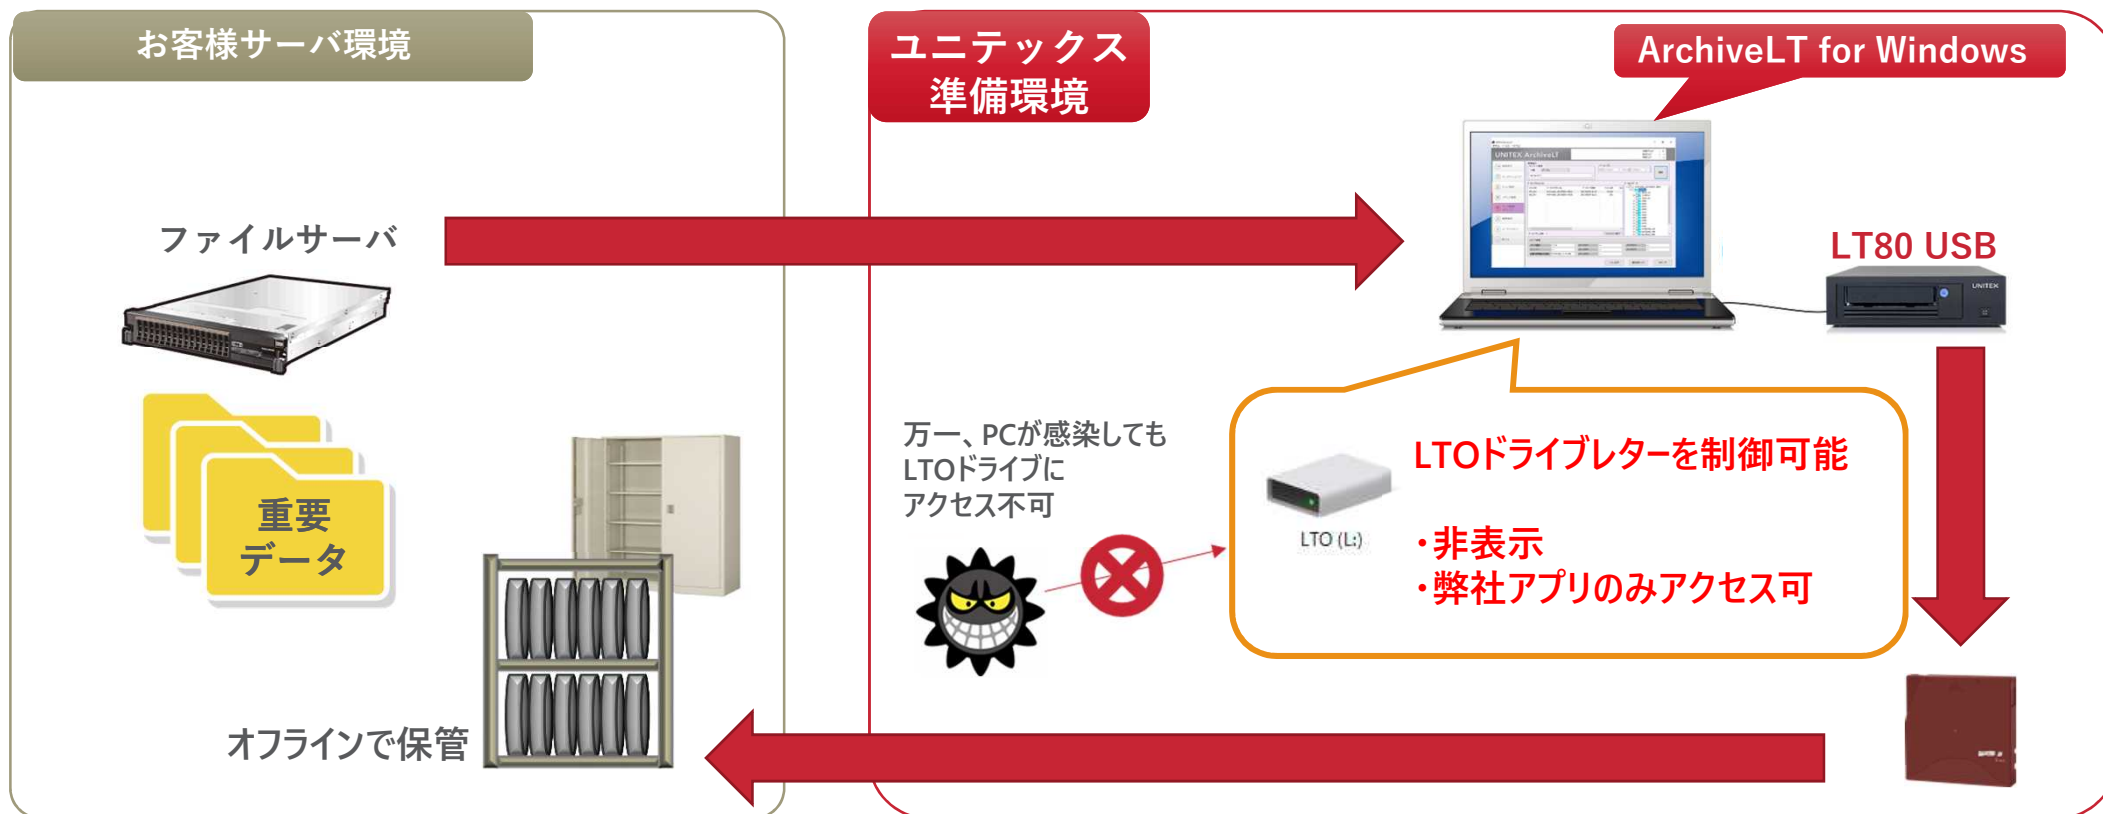 お客様サーバ環境
ユニテックス
準備環境
ArchiveLT for Windows
UNITEX ArchiveLT
ファイルサーバ
LT80 USB
UNITEX
重要
データ
万一、PCが感染しても
LTOドライブに
アクセス不可
LTO (L:)
LTOドライブレターを制御可能
・非表示
・弊社アプリのみアクセス可
オフラインで保管